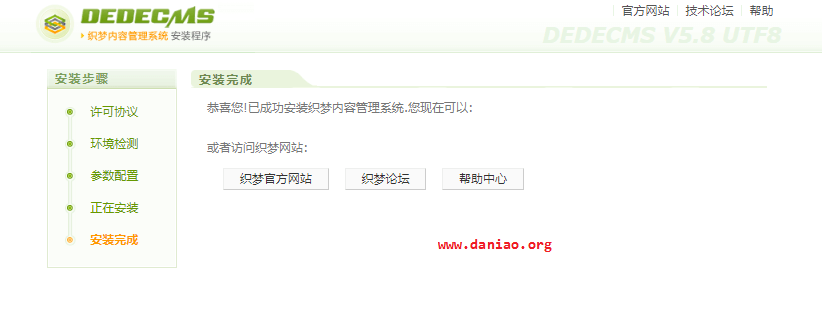 DEDECMS
织梦内容管理系统 安装程序
官方网站 技术论坛 帮助
DEDECMS V5.8 UTF8
安装步骤
许可协议
环境检测
参数配置
正在安装
安装完成
安装完成
恭喜您!已成功安装织梦内容管理系统,您现在可以：
或者访问织梦网站：
织梦官方网站 织梦论坛 帮助中心
www.daniao.org